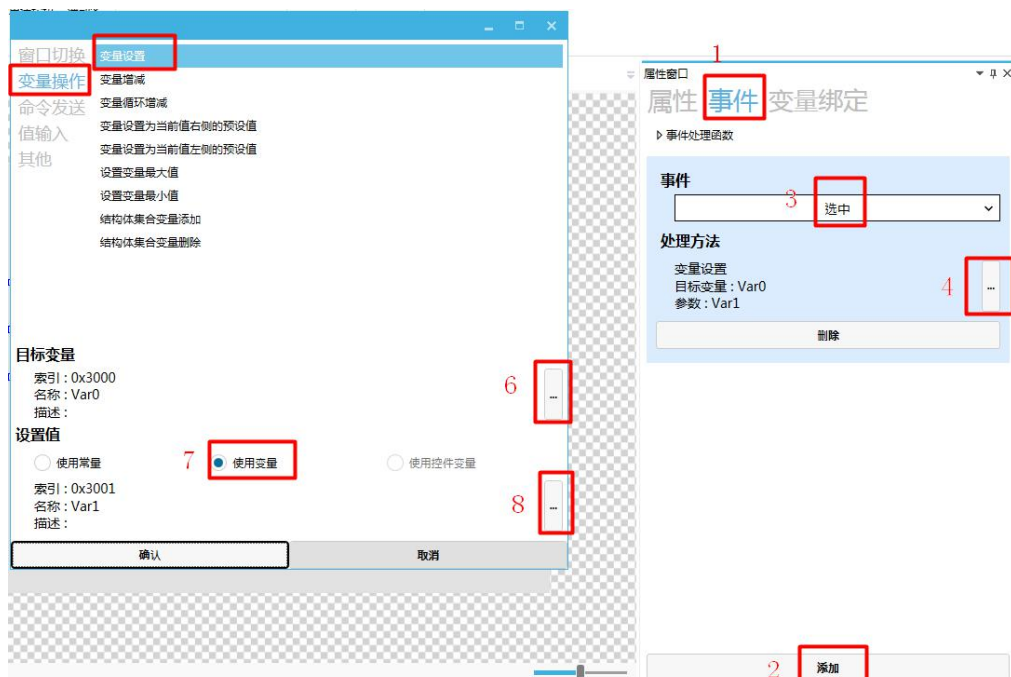 窗口切换
变量操作
命令发送
值输入
其他
变量设置
变量增减
变量循环增减
变量设置为当前值右侧的预设值
变量设置为当前值左侧的预设值
设置变量最大值
设置变量最小值
结构体集合变量添加
结构体集合变量删除
目标变量
索引 : 0x3000
名称 : Var0
描述 :
6
...
设置值
使用常量
7
使用变量
使用控件变量
索引 : 0x3001
名称 : Var1
描述 :
8
...
确认
取消
1
属性窗口
属性 事件 变量绑定
事件处理函数
事件
3
选中
处理方法
变量设置
目标变量 : Var0
参数 : Var1
4
...
删除
2
添加